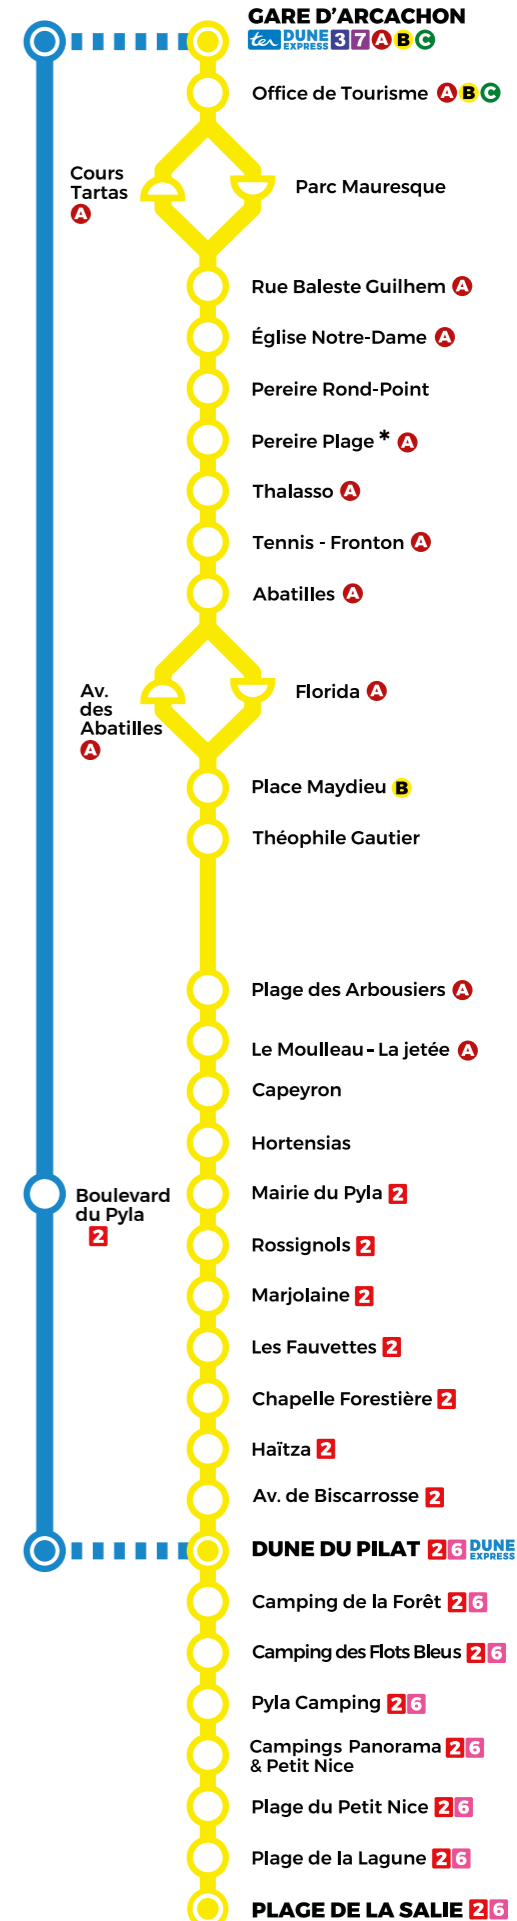 GARE D'ARCACHON
ter DUNE EXPRESS 3 7 A B C
Office de Tourisme A B C
Cours
Tartas
A
Parc Mauresque
Rue Baleste Guilhem A
Église Notre-Dame A
Pereire Rond-Point
Pereire Plage * A
Thalasso A
Tennis - Fronton A
Abatilles A
Av.
des
Abatilles
A
Florida A
Place Maydieu B
Théophile Gautier
Plage des Arbousiers A
Le Moulleau - La jetée A
Capeyron
Hortensias
Boulevard
du Pyla
2
Mairie du Pyla 2
Rossignols 2
Marjolaine 2
Les Fauvettes 2
Chapelle Forestière 2
Haïtza 2
Av. de Biscarrosse 2
DUNE DU PILAT 2 6 DUNE EXPRESS
Camping de la Forêt 2 6
Camping des Flots Bleus 2 6
Pyla Camping 2 6
Campings Panorama 2 6
& Petit Nice
Plage du Petit Nice 2 6
Plage de la Lagune 2 6
PLAGE DE LA SALIE 2 6